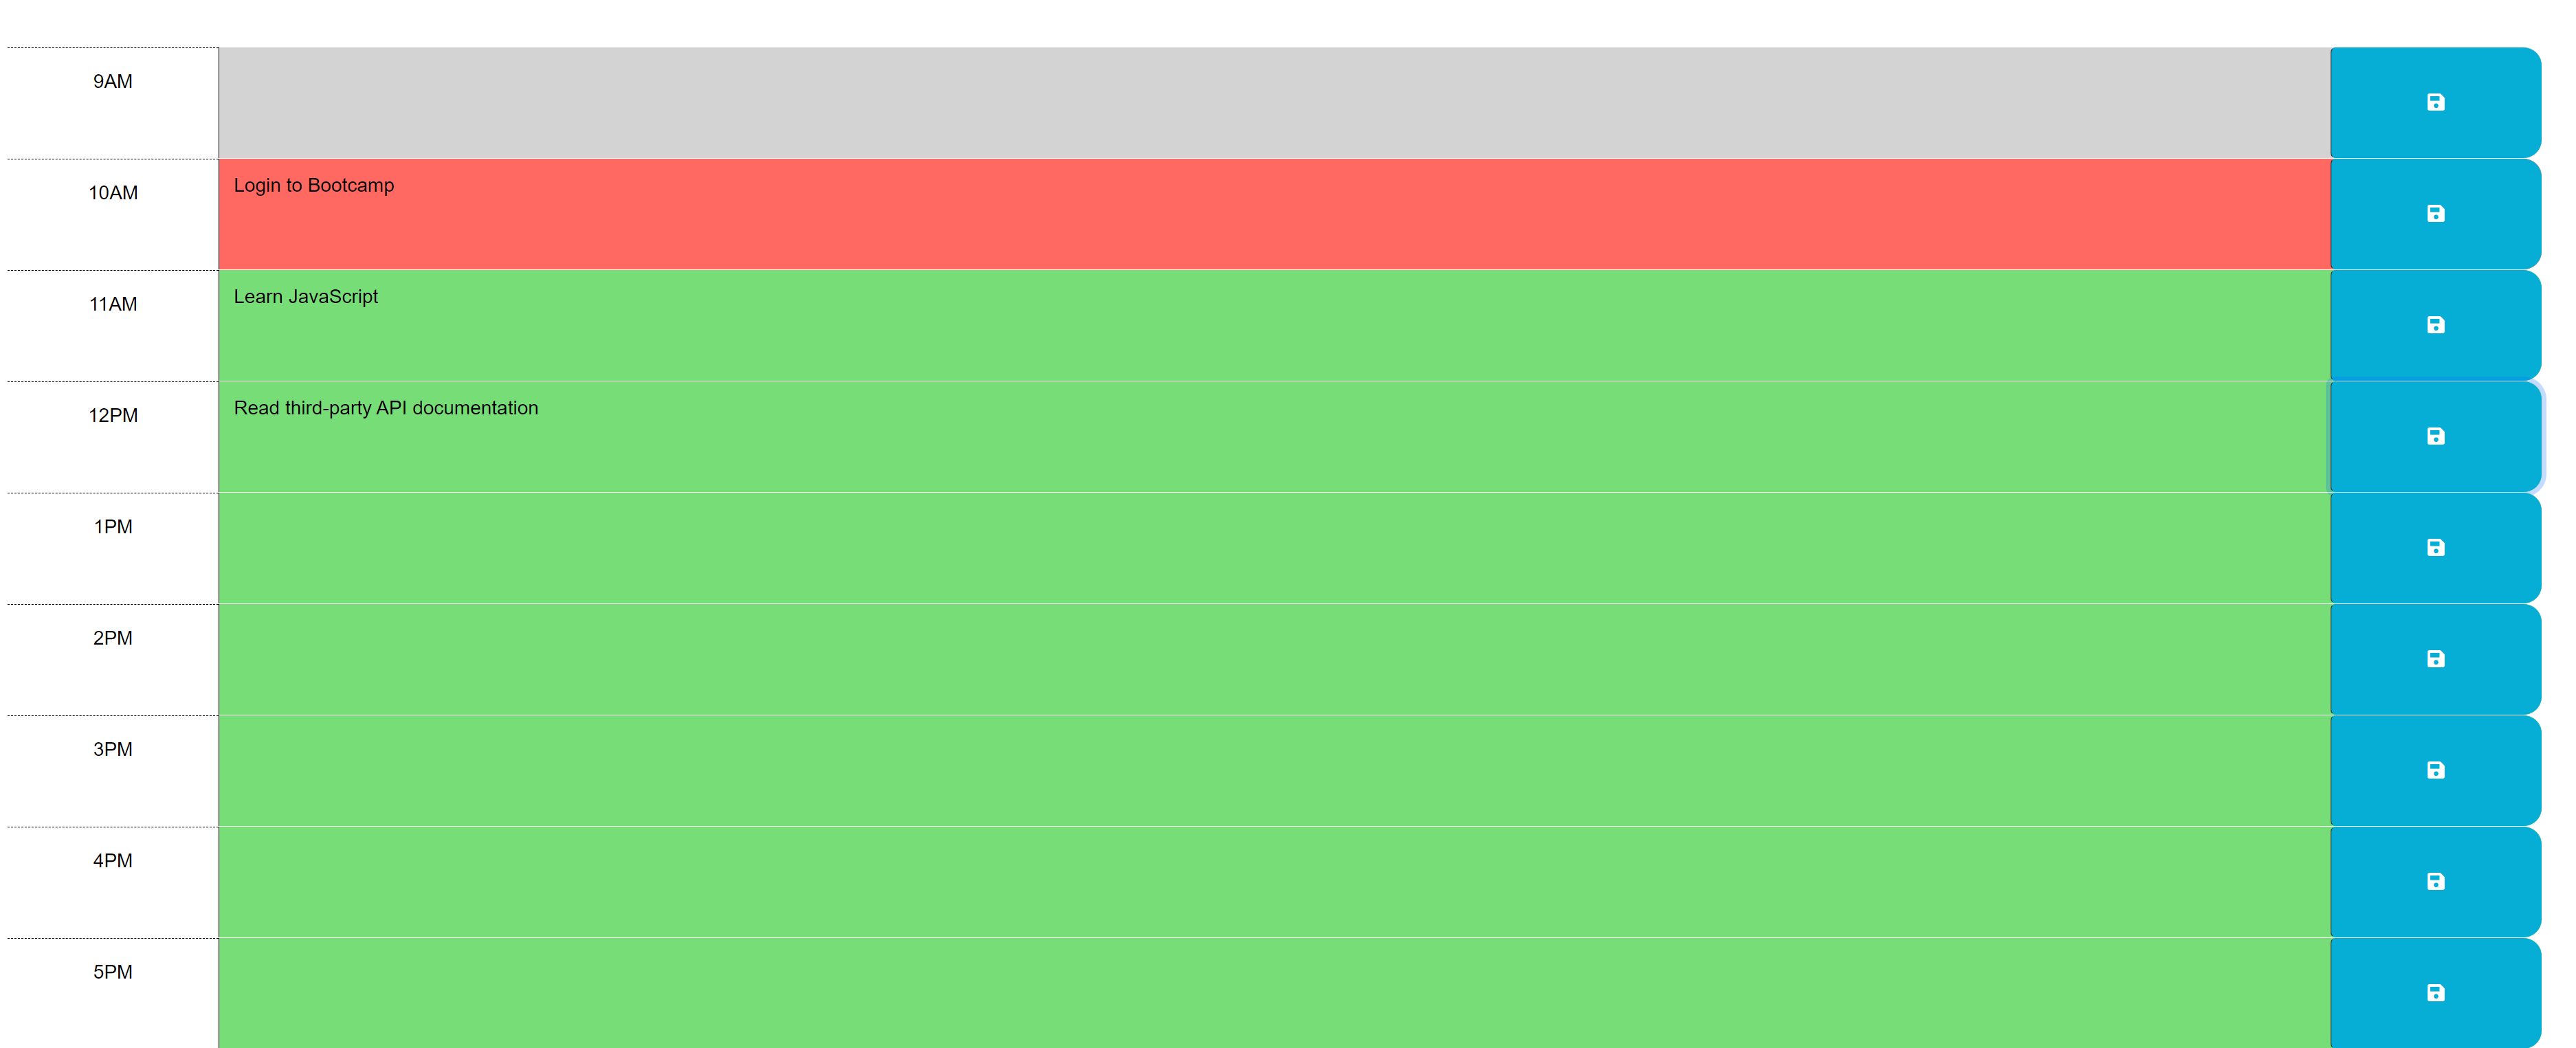 9AM
10AM
Login to Bootcamp
11AM
Learn JavaScript
12PM
Read third-party API documentation
1PM
2PM
3PM
4PM
5PM